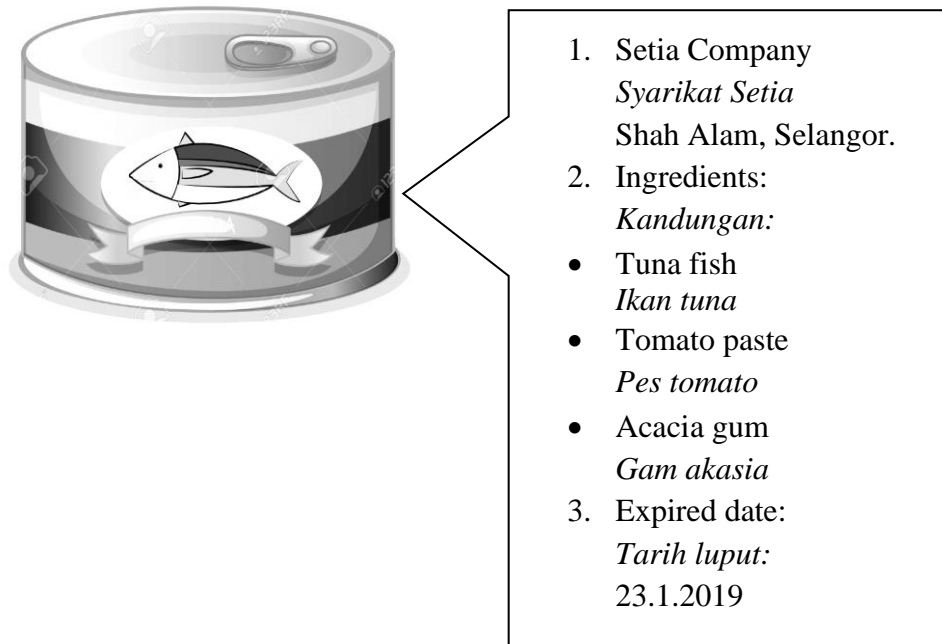 1. Setia Company
Syarikat Setia
Shah Alam, Selangor.
2. Ingredients:
Kandungan:
• Tuna fish
Ikan tuna
• Tomato paste
Pes tomato
• Acacia gum
Gam akasia
3. Expired date:
Tarih luput:
23.1.2019